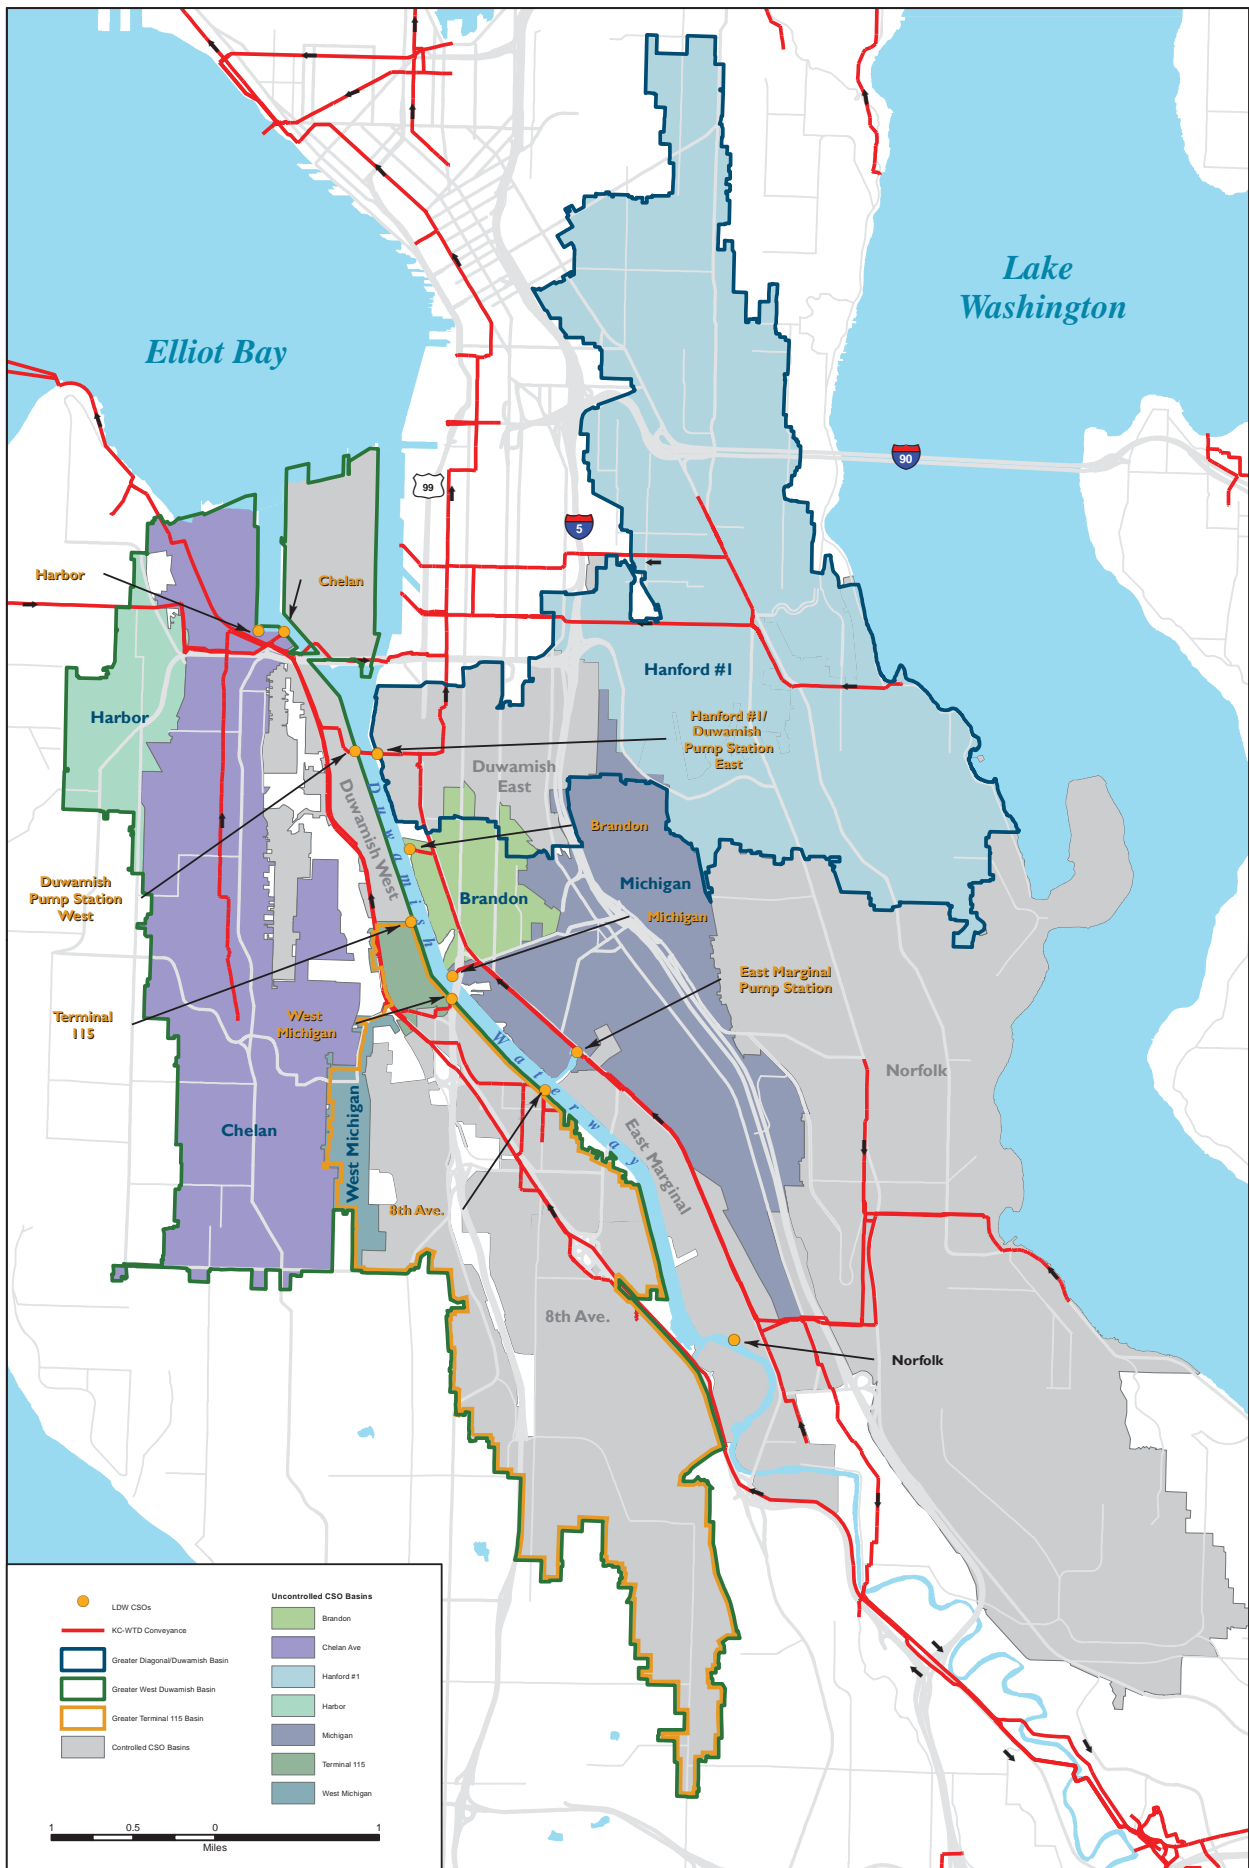 Lake
Washington
Elliot Bay
90
99
5
Harbor
Chelan
Hanford #1
Harbor
Hanford #1/
Duwamish
Pump Station
East
Duwamish
East
Duwamish West
Duwamish
Brandon
Duwamish
Pump Station
West
Michigan
Brandon
Michigan
East Marginal
Pump Station
Terminal
115
West
Michigan
Waterway
Norfolk
Chelan
West Michigan
East Marginal
8th Ave.
8th Ave.
Norfolk
LDW CSOs
KC-WTD Conveyance
Greater Diagonal/Duwamish Basin
Greater West Duwamish Basin
Greater Terminal 115 Basin
Controlled CSO Basins
Uncontrolled CSO Basins
Brandon
Chelan Ave
Hanford #1
Harbor
Michigan
Terminal 115
West Michigan
1 0.5 0 1
Miles